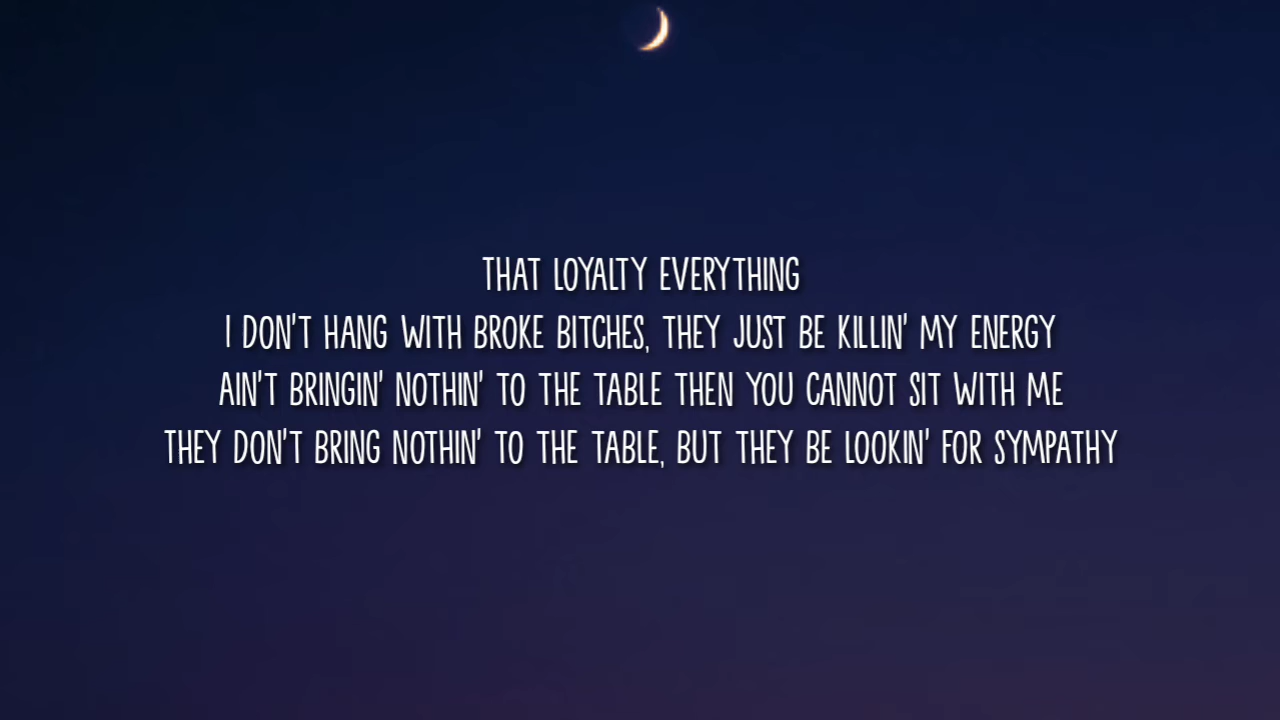 THAT LOYALTY EVERYTHING
I DON'T HANG WITH BROKE BITCHES, THEY JUST BE KILLIN' MY ENERGY
AIN'T BRINGIN' NOTHIN' TO THE TABLE THEN YOU CANNOT SIT WITH ME
THEY DON'T BRING NOTHIN' TO THE TABLE, BUT THEY BE LOOKIN' FOR SYMPATHY